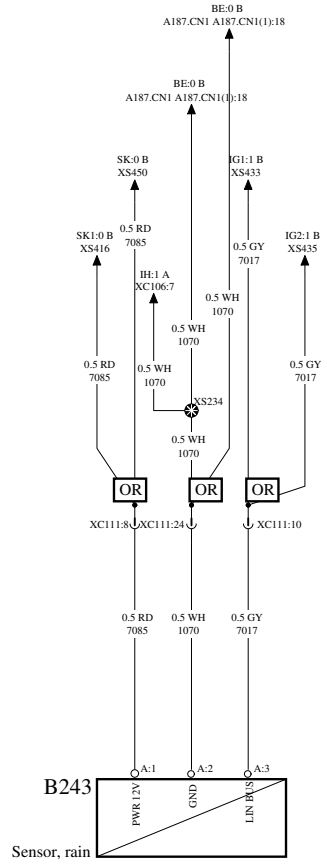 BE:0 B
A187.CN1 A187.CN1(1):18
BE:0 B
A187.CN1 A187.CN1(1):18
SK:0 B
XS450
IG1:1 B
XS433
0.5 RD
7085
SK1:0 B
XS416
0.5 GY
7017
IG2:1 B
XS435
IH:1 A
XC106:7
0.5 WH
1070
0.5 WH
1070
0.5 RD
7085
0.5 WH
1070
0.5 GY
7017
XS234
0.5 WH
1070
OR
OR
OR
XC111:8
XC111:24
XC111:10
0.5 RD
7085
0.5 WH
1070
0.5 GY
7017
A:1
A:2
A:3
B243
PWR 12V
GND
LIN BUS
Sensor, rain